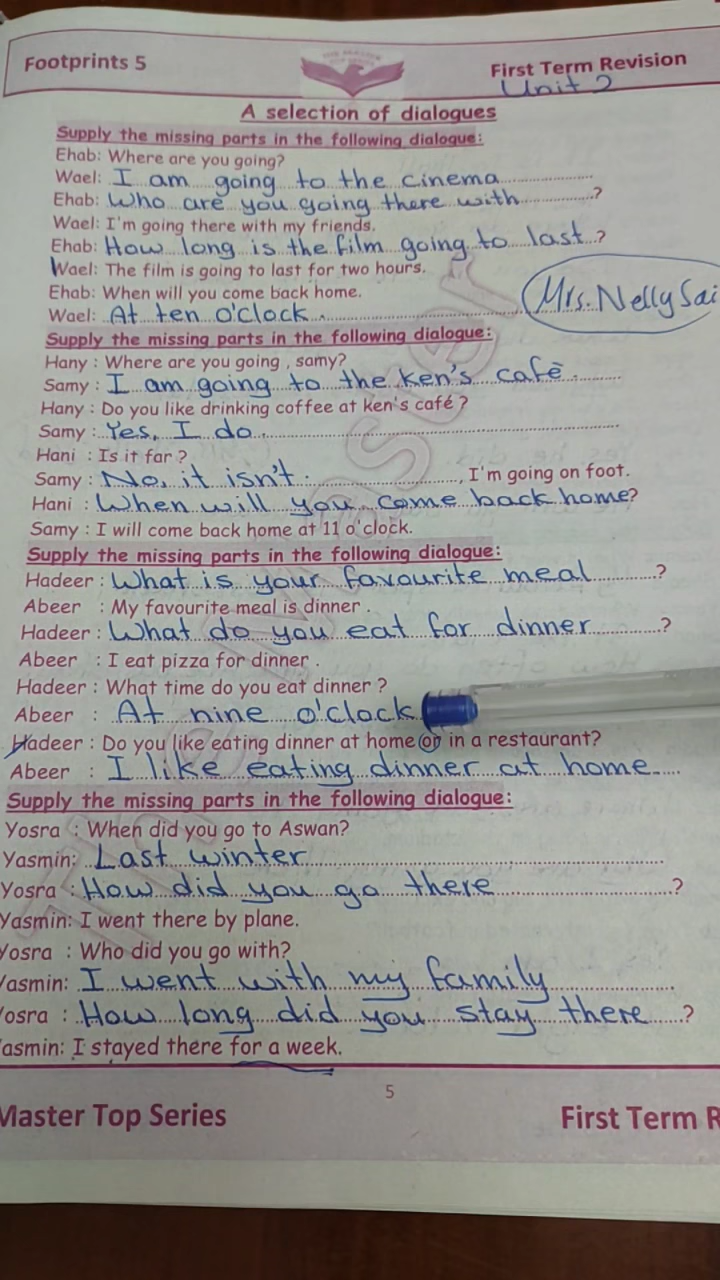 Footprints 5
First Term Revision
Unit 2
A selection of dialogues
Supply the missing parts in the following dialogue:
Ehab: Where are you going?
Wael: I am going to the cinema
Ehab: Who are you going there with ?
Wael: I'm going there with my friends.
Ehab: How long is the film going to last ?
Wael: The film is going to last for two hours.
Ehab: When will you come back home.
Wael: At ten o'clock .
Mrs. Nelly Sai
Supply the missing parts in the following dialogue:
Hany : Where are you going , samy?
Samy : I am going to the ken's cafè .
Hany : Do you like drinking coffee at ken's café ?
Samy : Yes, I do
Hani : Is it far ?
Samy : No, it isn't , I'm going on foot.
Hani : When will you come back home?
Samy : I will come back home at 11 o'clock.
Supply the missing parts in the following dialogue:
Hadeer : What is your favourite meal ?
Abeer : My favourite meal is dinner .
Hadeer : What do you eat for dinner ?
Abeer : I eat pizza for dinner .
Hadeer : What time do you eat dinner ?
Abeer : At nine o'clock
Hadeer : Do you like eating dinner at home or in a restaurant?
Abeer : I like eating dinner at home
Supply the missing parts in the following dialogue:
Yosra : When did you go to Aswan?
Yasmin: Last winter
Yosra : How did you go there ?
Yasmin: I went there by plane.
Yosra : Who did you go with?
Yasmin: I went with my family
Yosra : How long did you stay there ?
Yasmin: I stayed there for a week.
5
Master Top Series
First Term R